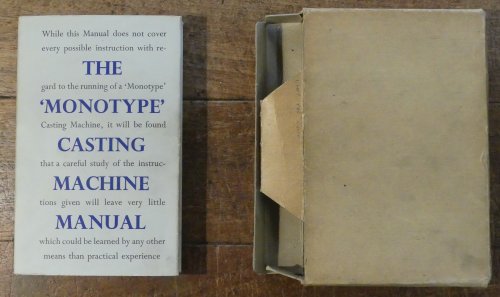 While this Manual does not cover
every possible instruction with re-
THE
gard to the running of a ‘Monotype’
‘MONOTYPE’
Casting Machine, it will be found
CASTING
that a careful study of the instruc-
MACHINE
tions given will leave very little
MANUAL
which could be learned by any other
means than practical experience